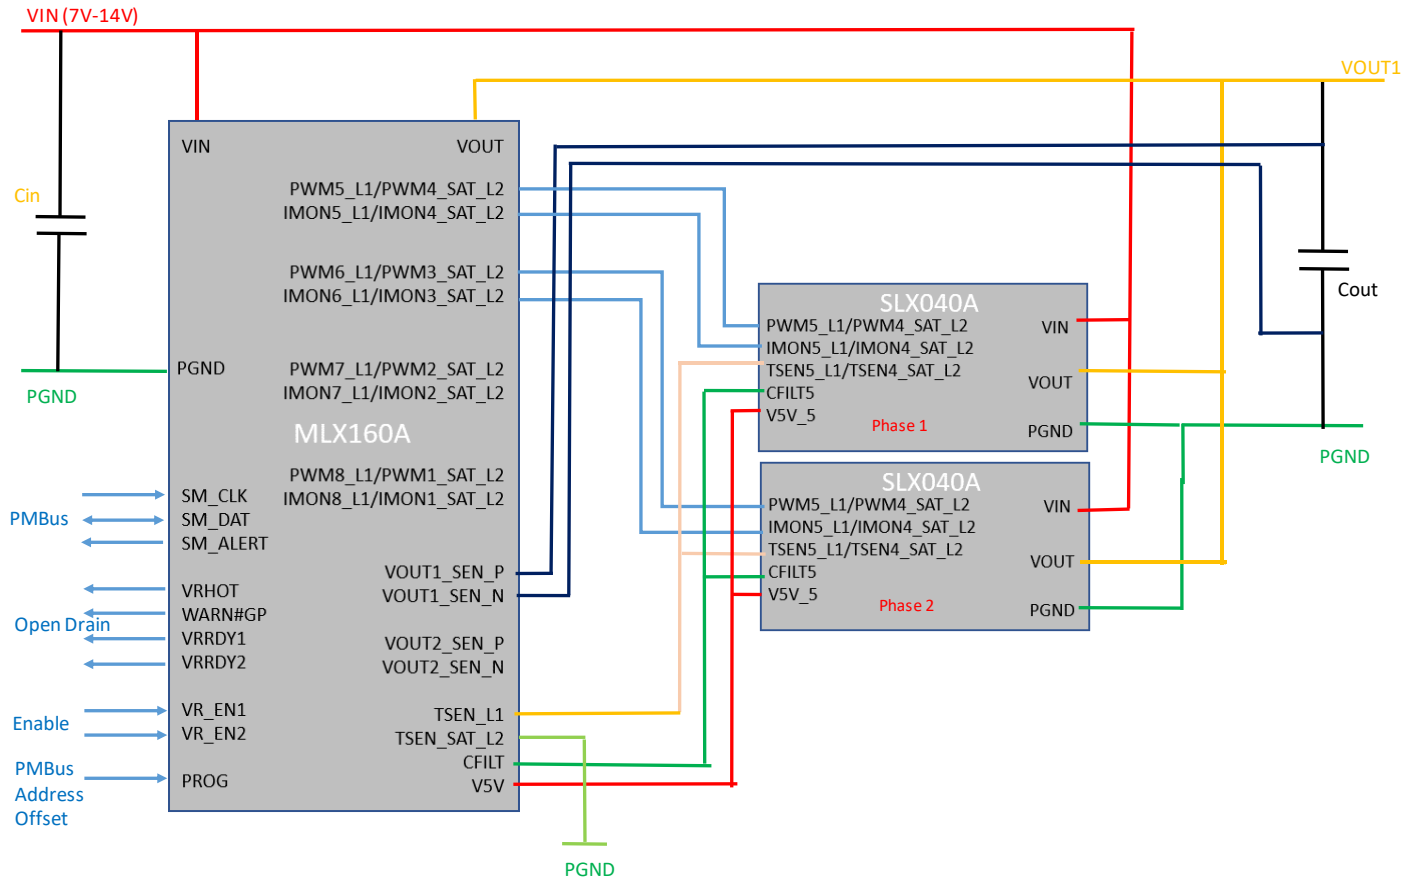 VIN (7V-14V)
VOUT1
VIN
VOUT
Cin
PWM5_L1/PWM4_SAT_L2
IMON5_L1/IMON4_SAT_L2
PWM6_L1/PWM3_SAT_L2
IMON6_L1/IMON3_SAT_L2
PGND
PGND
PWM7_L1/PWM2_SAT_L2
IMON7_L1/IMON2_SAT_L2
MLX160A
PWM8_L1/PWM1_SAT_L2
IMON8_L1/IMON1_SAT_L2
PMBus
SM_CLK
SM_DAT
SM_ALERT
VOUT1_SEN_P
VOUT1_SEN_N
Open Drain
VRHOT
WARN#GP
VRRDY1
VRRDY2
VOUT2_SEN_P
VOUT2_SEN_N
Enable
VR_EN1
VR_EN2
TSEN_L1
TSEN_SAT_L2
CFILT
V5V
PMBus
Address
Offset
PROG
PGND
SLX040A
PWM5_L1/PWM4_SAT_L2
IMON5_L1/IMON4_SAT_L2
TSEN5_L1/TSEN4_SAT_L2
CFILT5
V5V_5
Phase 1
VIN
VOUT
PGND
SLX040A
PWM5_L1/PWM4_SAT_L2
IMON5_L1/IMON4_SAT_L2
TSEN5_L1/TSEN4_SAT_L2
CFILT5
V5V_5
Phase 2
VIN
VOUT
PGND
Cout
PGND